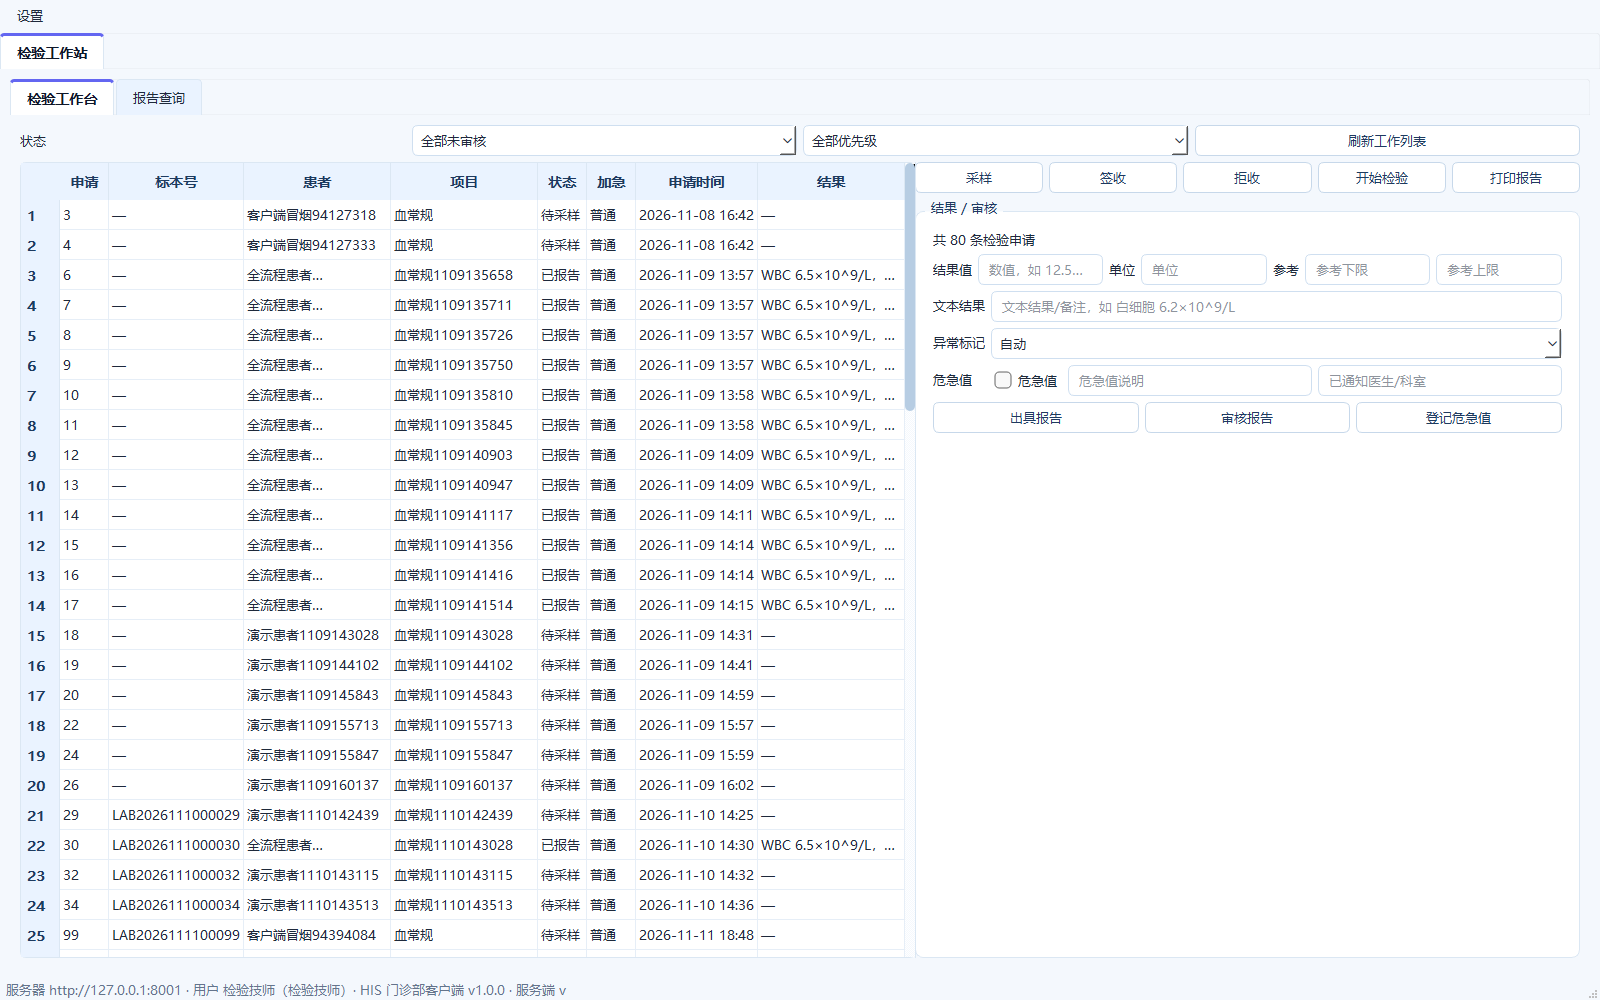 设置
检验工作站
检验工作台 报告查询
状态 全部未审核 全部优先级 刷新工作列表
申请 标本号 患者 项目 状态 加急 申请时间 结果
1 3 — 客户端冒烟94127318 血常规 待采样 普通 2026-11-08 16:42 —
2 4 — 客户端冒烟94127333 血常规 待采样 普通 2026-11-08 16:42 —
3 6 — 全流程患者... 血常规1109135658 已报告 普通 2026-11-09 13:57 WBC 6.5×10^9/L, ...
4 7 — 全流程患者... 血常规1109135711 已报告 普通 2026-11-09 13:57 WBC 6.5×10^9/L, ...
5 8 — 全流程患者... 血常规1109135726 已报告 普通 2026-11-09 13:57 WBC 6.5×10^9/L, ...
6 9 — 全流程患者... 血常规1109135750 已报告 普通 2026-11-09 13:57 WBC 6.5×10^9/L, ...
7 10 — 全流程患者... 血常规1109135810 已报告 普通 2026-11-09 13:58 WBC 6.5×10^9/L, ...
8 11 — 全流程患者... 血常规1109135845 已报告 普通 2026-11-09 13:58 WBC 6.5×10^9/L, ...
9 12 — 全流程患者... 血常规1109140903 已报告 普通 2026-11-09 14:09 WBC 6.5×10^9/L, ...
10 13 — 全流程患者... 血常规1109140947 已报告 普通 2026-11-09 14:09 WBC 6.5×10^9/L, ...
11 14 — 全流程患者... 血常规1109141117 已报告 普通 2026-11-09 14:11 WBC 6.5×10^9/L, ...
12 15 — 全流程患者... 血常规1109141356 已报告 普通 2026-11-09 14:14 WBC 6.5×10^9/L, ...
13 16 — 全流程患者... 血常规1109141416 已报告 普通 2026-11-09 14:14 WBC 6.5×10^9/L, ...
14 17 — 全流程患者... 血常规1109141514 已报告 普通 2026-11-09 14:15 WBC 6.5×10^9/L, ...
15 18 — 演示患者1109143028 血常规1109143028 待采样 普通 2026-11-09 14:31 —
16 19 — 演示患者1109144102 血常规1109144102 待采样 普通 2026-11-09 14:41 —
17 20 — 演示患者1109145843 血常规1109145843 待采样 普通 2026-11-09 14:59 —
18 22 — 演示患者1109155713 血常规1109155713 待采样 普通 2026-11-09 15:57 —
19 24 — 演示患者1109155847 血常规1109155847 待采样 普通 2026-11-09 15:59 —
20 26 — 演示患者1109160137 血常规1109160137 待采样 普通 2026-11-09 16:02 —
21 29 LAB2026111000029 演示患者1110142439 血常规1110142439 待采样 普通 2026-11-10 14:25 —
22 30 LAB2026111000030 全流程患者... 血常规1110143028 已报告 普通 2026-11-10 14:30 WBC 6.5×10^9/L, ...
23 32 LAB2026111000032 演示患者1110143115 血常规1110143115 待采样 普通 2026-11-10 14:32 —
24 34 LAB2026111000034 演示患者1110143513 血常规1110143513 待采样 普通 2026-11-10 14:36 —
25 99 LAB2026111100099 客户端冒烟94394084 血常规 待采样 普通 2026-11-11 18:48 —
采样 签收 拒收 开始检验 打印报告
结果 / 审核
共 80 条检验申请
结果值 数值，如 12.5... 单位 单位 参考 参考下限 参考上限
文本结果 文本结果/备注，如 白细胞 6.2×10^9/L
异常标记 自动
危急值 危急值 危急值说明 已通知医生/科室
出具报告 审核报告 登记危急值
服务器 http://127.0.0.1:8001 · 用户 检验技师（检验技师）· HIS 门诊部客户端 v1.0.0 · 服务端 v